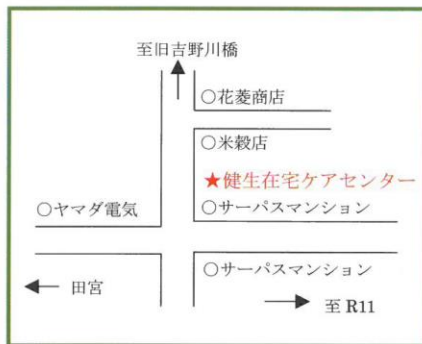 至旧吉野川橋
○花菱商店
○米穀店
★健生在宅ケアセンター
○ヤマダ電気
○サーパスマンション
○サーパスマンション
田宮
至 R11